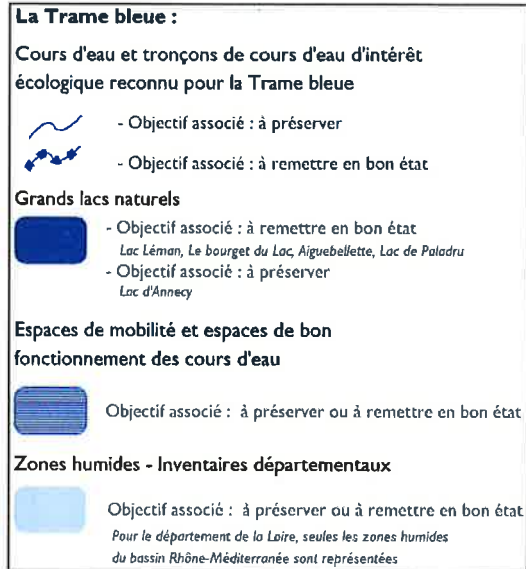 La Trame bleue :
Cours d'eau et tronçons de cours d'eau d'intérêt
écologique reconnu pour la Trame bleue
- Objectif associé : à préserver
- Objectif associé : à remettre en bon état
Grands lacs naturels
- Objectif associé : à remettre en bon état
Lac Léman, Le bourget du Lac, Aiguebellette, Lac de Paladru
- Objectif associé : à préserver
Lac d'Annecy
Espaces de mobilité et espaces de bon
fonctionnement des cours d'eau
Objectif associé : à préserver ou à remettre en bon état
Zones humides - Inventaires départementaux
Objectif associé : à préserver ou à remettre en bon état
Pour le département de la Loire, seules les zones humides
du bassin Rhône-Méditerranée sont représentées